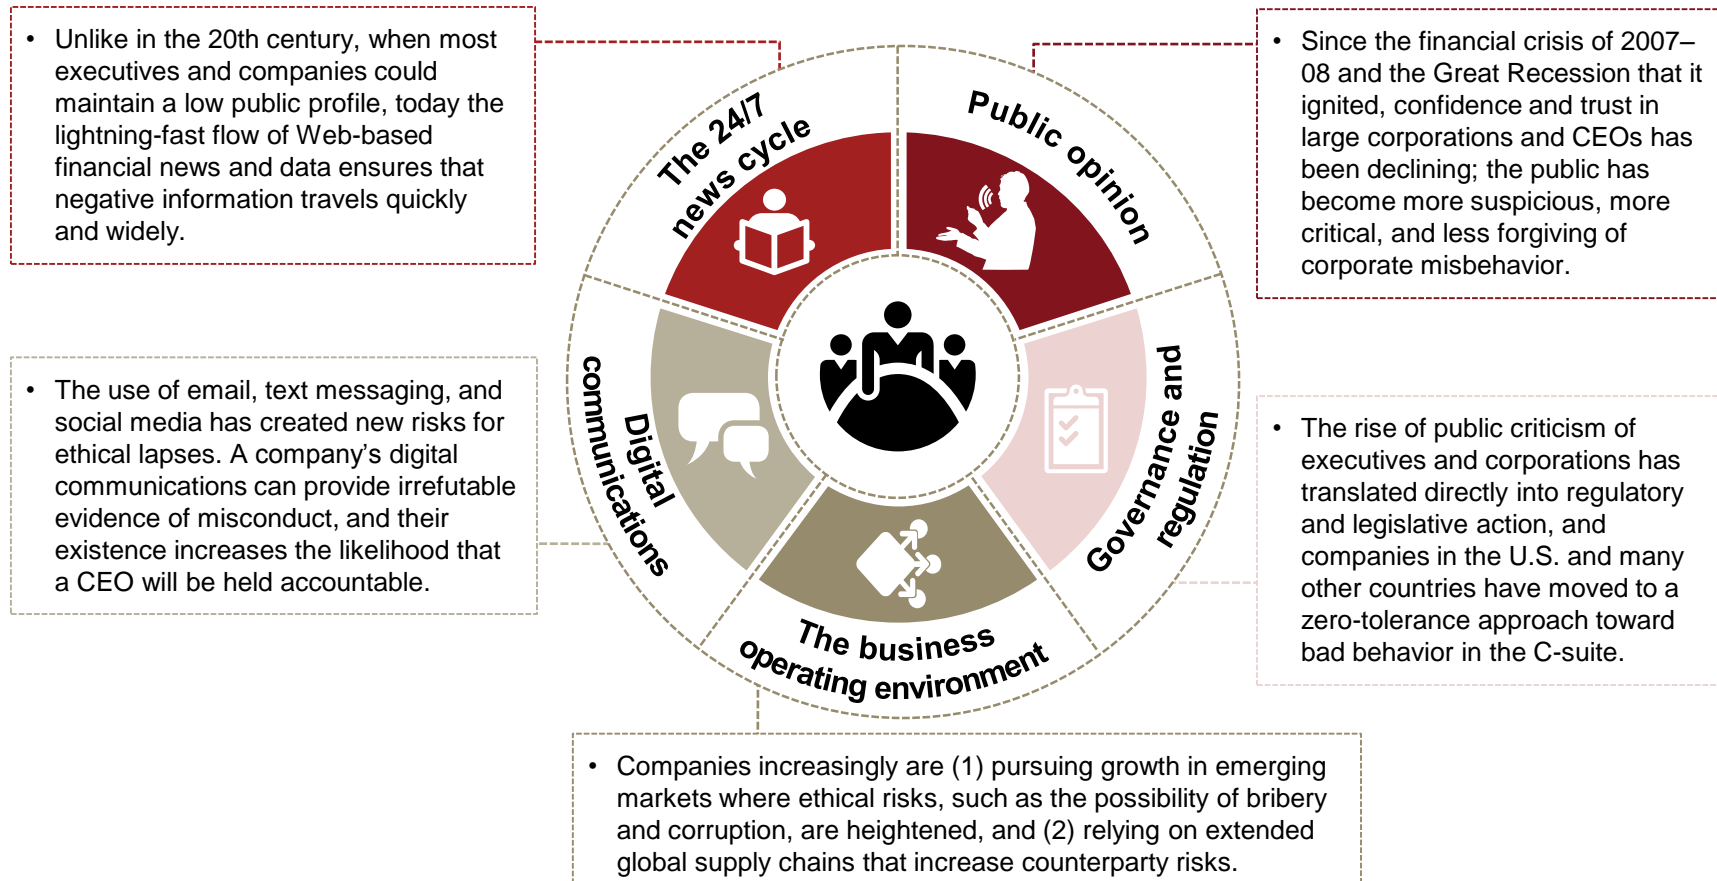 • Unlike in the 20th century, when most
executives and companies could
maintain a low public profile, today the
lightning-fast flow of Web-based
financial news and data ensures that
negative information travels quickly
and widely.
The 24/7
news cycle
Public opinion
• Since the financial crisis of 2007–
08 and the Great Recession that it
ignited, confidence and trust in
large corporations and CEOs has
been declining; the public has
become more suspicious, more
critical, and less forgiving of
corporate misbehavior.
• The use of email, text messaging, and
social media has created new risks for
ethical lapses. A company’s digital
communications can provide irrefutable
evidence of misconduct, and their
existence increases the likelihood that
a CEO will be held accountable.
Digital
communications
Governance and
regulation
• The rise of public criticism of
executives and corporations has
translated directly into regulatory
and legislative action, and
companies in the U.S. and many
other countries have moved to a
zero-tolerance approach toward
bad behavior in the C-suite.
The business
operating environment
• Companies increasingly are (1) pursuing growth in emerging
markets where ethical risks, such as the possibility of bribery
and corruption, are heightened, and (2) relying on extended
global supply chains that increase counterparty risks.